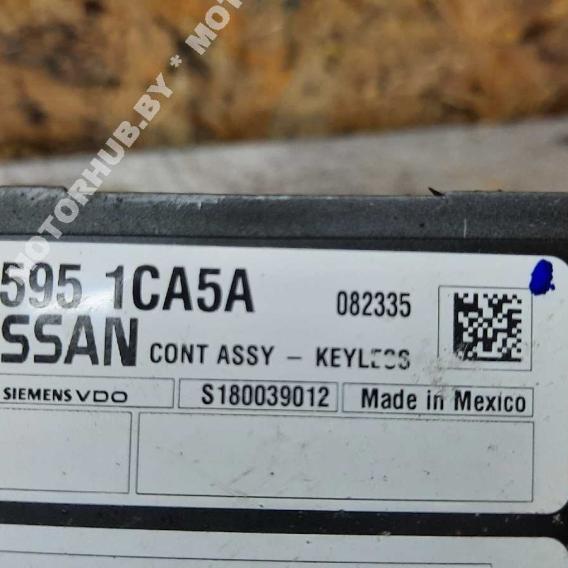 MOTORHUB.BY * MOT
595 1CA5A 082335
SSAN CONT ASSY – KEYLESS
SIEMENS VDO S180039012 Made in Mexico